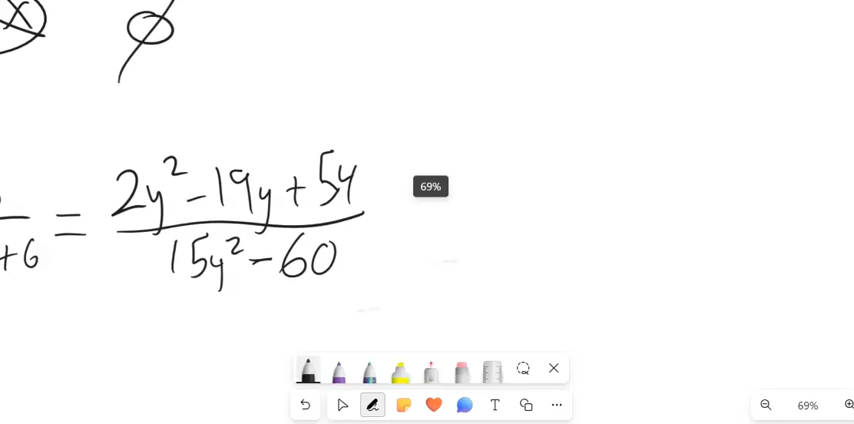 2y² - 19y + 54
+6 = 
15y² - 60
69%
T
69%